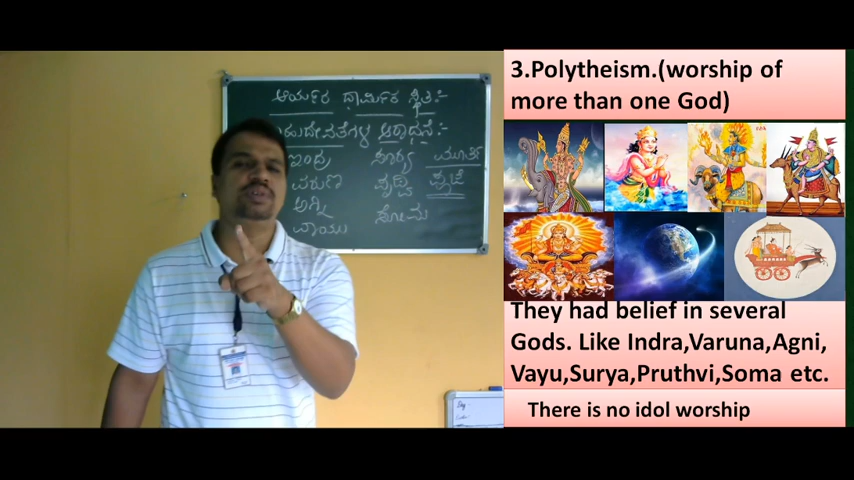 ಆರ್ಯರ ಧಾರ್ಮಿಕ ಸ್ಥಿತಿ:-
ಬಹುದೇವತೆಗಳ ಆರಾಧನೆ:-
ಇಂದ್ರ ಸೂರ್ಯ ಮೂರ್ತಿ
ವರುಣ ಪೃಥ್ವಿ ಪೂಜೆ
ಅಗ್ನಿ ಸೋಮ
ವಾಯು
3.Polytheism.(worship of
more than one God)
They had belief in several
Gods. Like Indra,Varuna,Agni,
Vayu,Surya,Pruthvi,Soma etc.
There is no idol worship